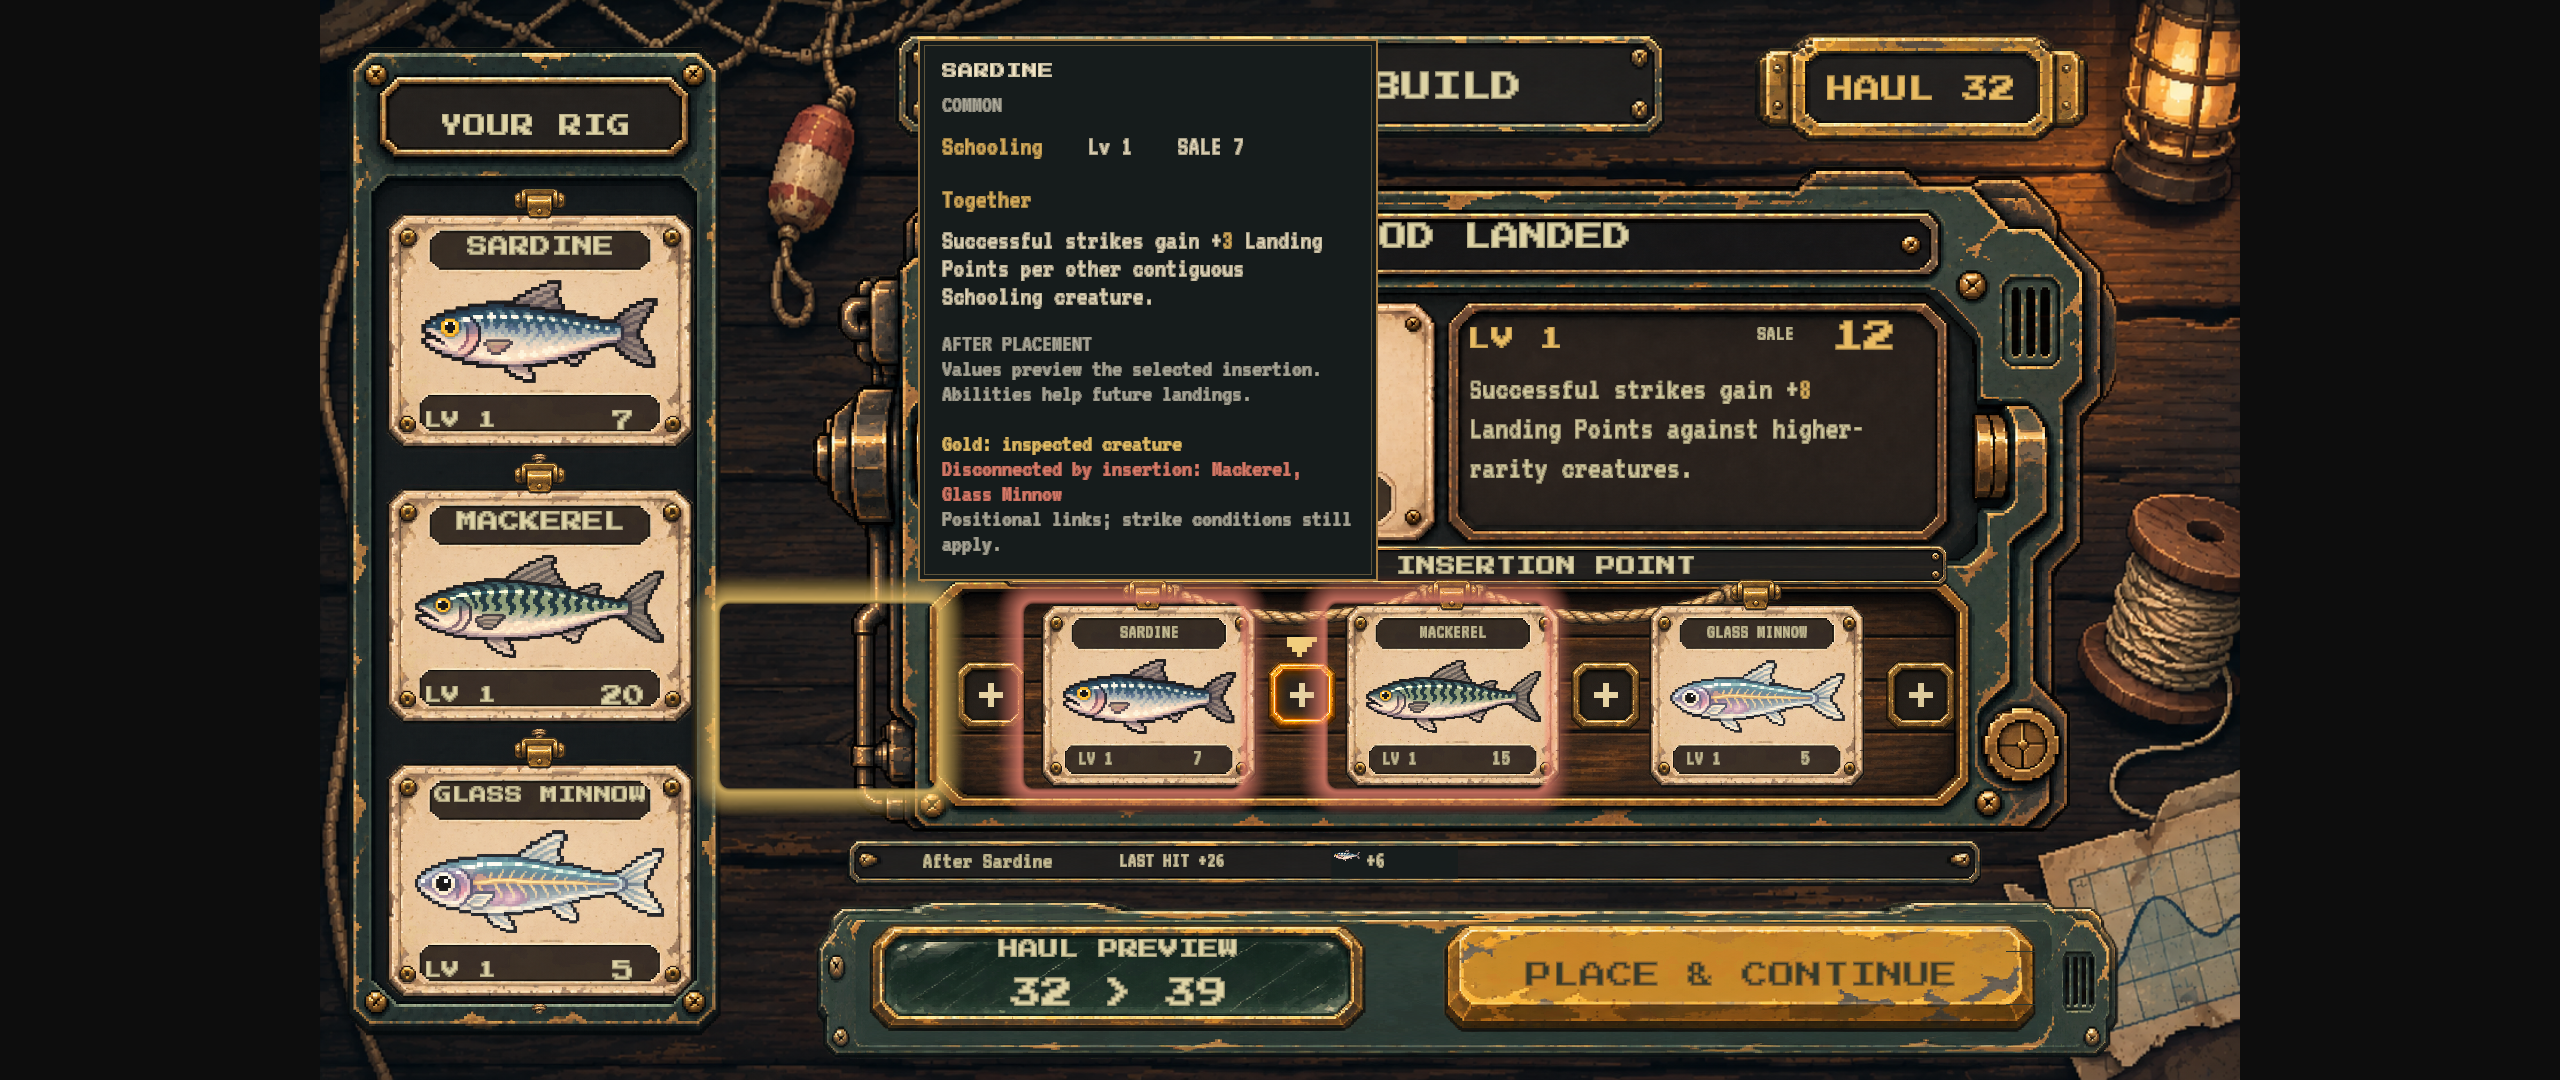 YOUR RIG
SARDINE
LV 1 7
MACKEREL
LV 1 20
GLASS MINNOW
LV 1 5
SARDINE
COMMON
Schooling Lv 1 SALE 7
Together
Successful strikes gain +3 Landing
Points per other contiguous
Schooling creature.
AFTER PLACEMENT
Values preview the selected insertion.
Abilities help future landings.
Gold: inspected creature
Disconnected by insertion: Mackerel,
Glass Minnow
Positional links; strike conditions still
apply.
BUILD
HAUL 32
OD LANDED
LV 1 SALE 12
Successful strikes gain +8
Landing Points against higher-
rarity creatures.
INSERTION POINT
+ + + +
SARDINE
LV 1 7
MACKEREL
LV 1 15
GLASS MINNOW
LV 1 5
After Sardine LAST HIT +26 +6
HAUL PREVIEW
32 > 39
PLACE & CONTINUE